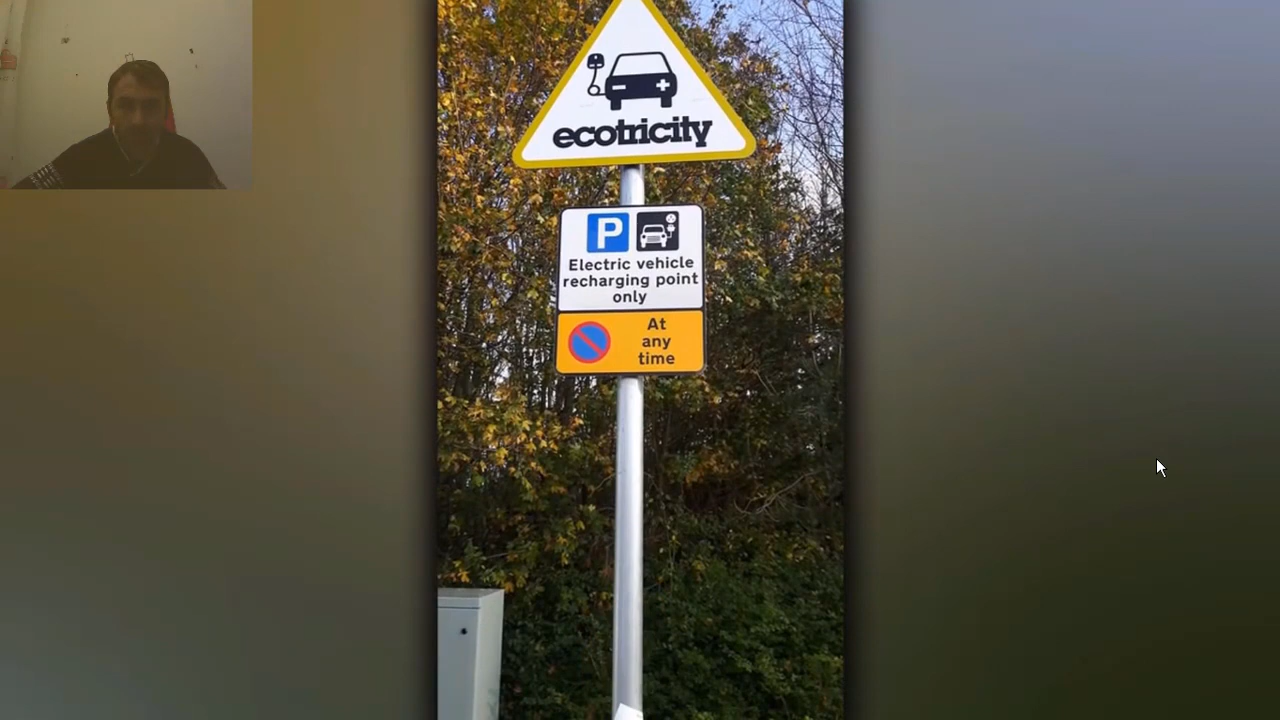 ecotricity
P
Electric vehicle
recharging point
only
At
any
time